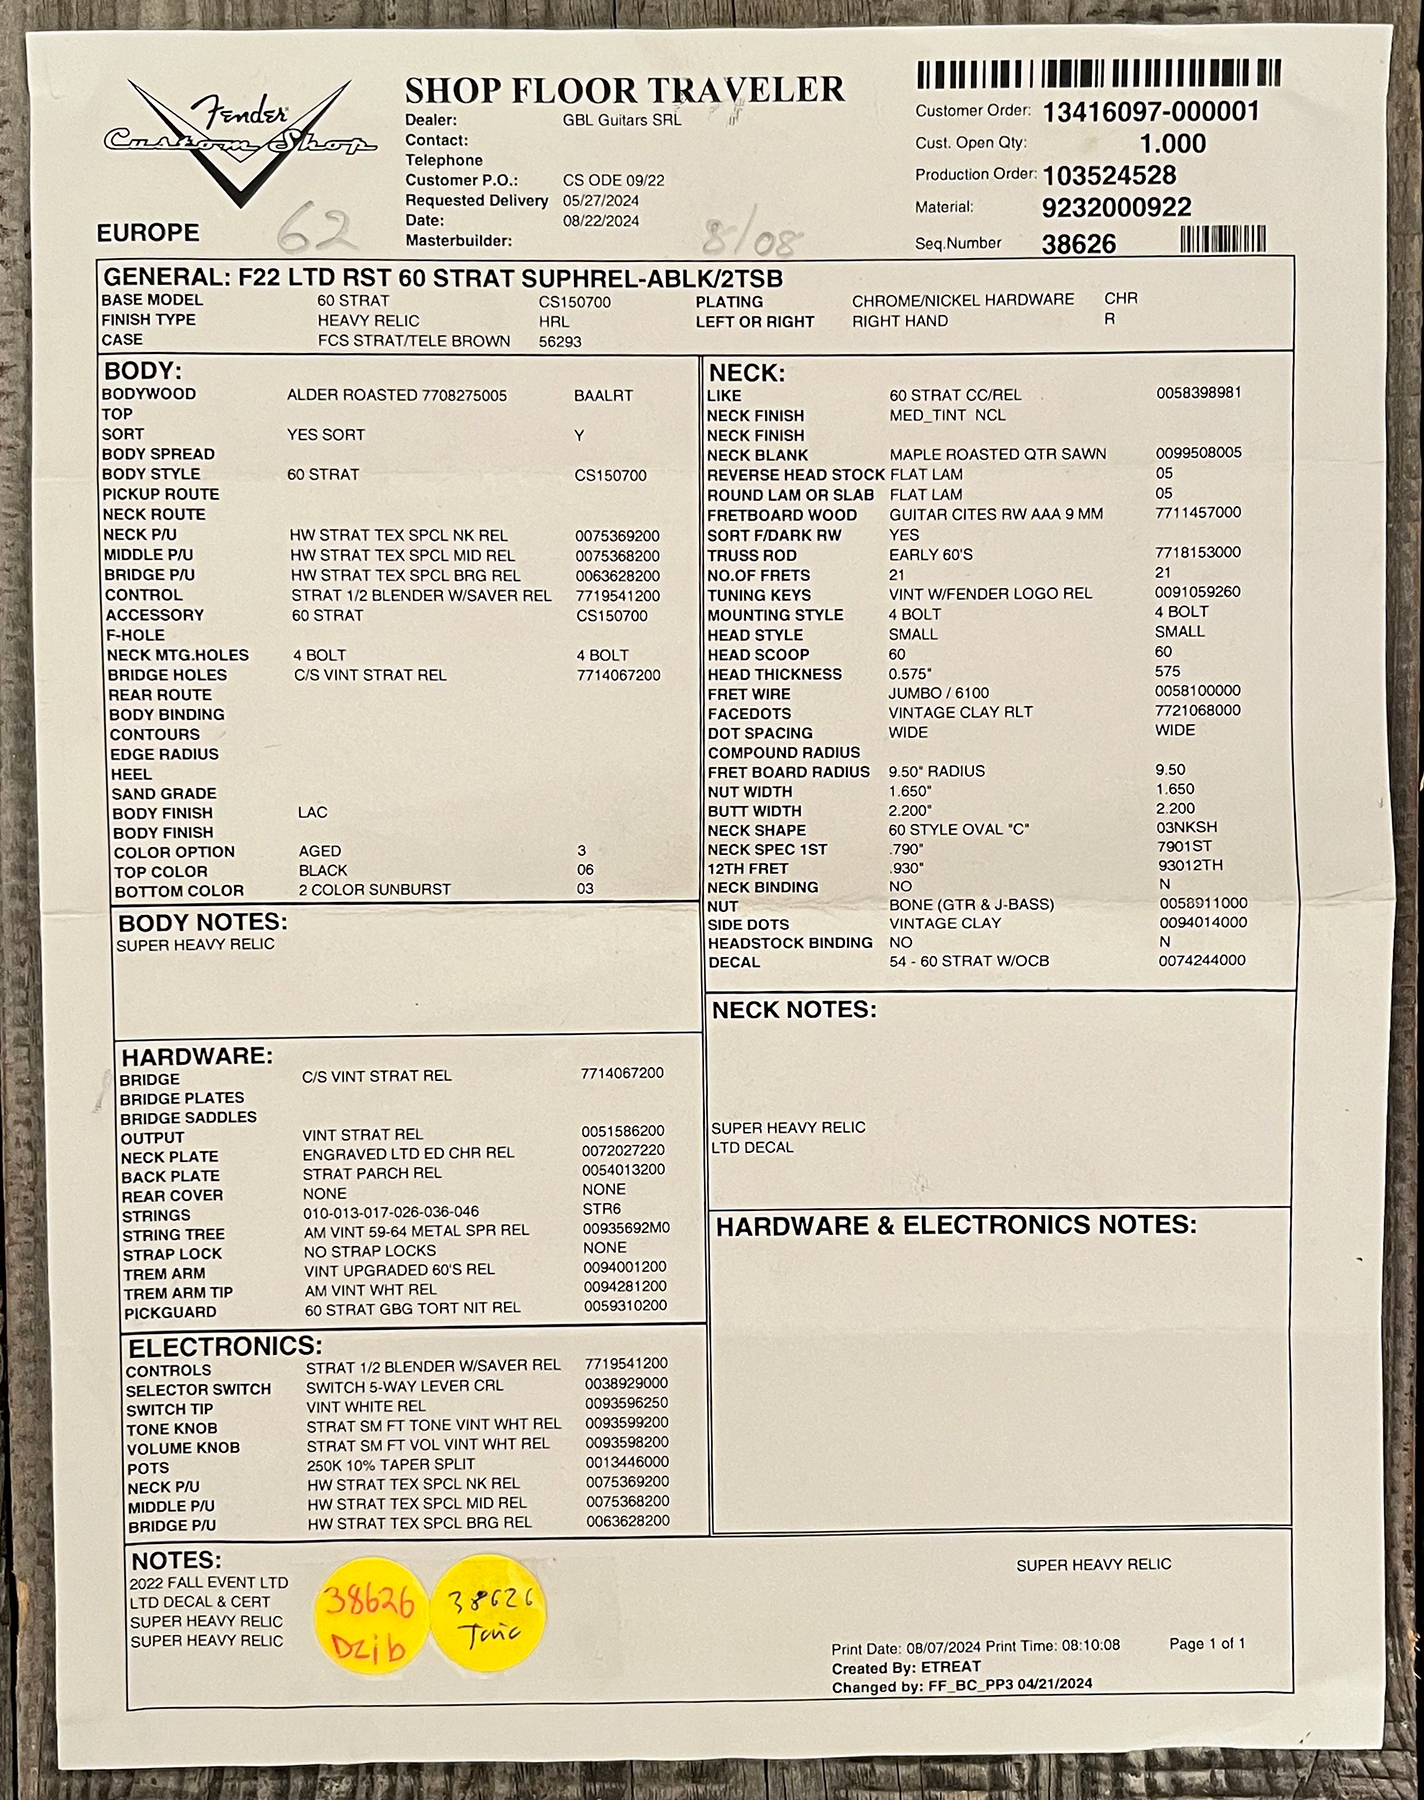 Fender
Custom Shop
EUROPE
62
SHOP FLOOR TRAVELER
Dealer: GBL Guitars SRL
Contact:
Telephone
Customer P.O.: CS ODE 09/22
Requested Delivery 05/27/2024
Date: 08/22/2024
Masterbuilder:
8/08
Customer Order: 13416097-000001
Cust. Open Qty: 1.000
Production Order: 103524528
Material: 9232000922
Seq.Number 38626
GENERAL: F22 LTD RST 60 STRAT SUPHREL-ABLK/2TSB
BASE MODEL 60 STRAT CS150700 PLATING CHROME/NICKEL HARDWARE CHR
FINISH TYPE HEAVY RELIC HRL LEFT OR RIGHT RIGHT HAND R
CASE FCS STRAT/TELE BROWN 56293
BODY:
BODYWOOD ALDER ROASTED 7708275005 BAALRT
TOP
SORT YES SORT Y
BODY SPREAD
BODY STYLE 60 STRAT CS150700
PICKUP ROUTE
NECK ROUTE
NECK P/U HW STRAT TEX SPCL NK REL 0075369200
MIDDLE P/U HW STRAT TEX SPCL MID REL 0075368200
BRIDGE P/U HW STRAT TEX SPCL BRG REL 0063628200
CONTROL STRAT 1/2 BLENDER W/SAVER REL 7719541200
ACCESSORY 60 STRAT CS150700
F-HOLE
NECK MTG.HOLES 4 BOLT 4 BOLT
BRIDGE HOLES C/S VINT STRAT REL 7714067200
REAR ROUTE
BODY BINDING
CONTOURS
EDGE RADIUS
HEEL
SAND GRADE
BODY FINISH LAC
BODY FINISH
COLOR OPTION AGED 3
TOP COLOR BLACK 06
BOTTOM COLOR 2 COLOR SUNBURST 03
BODY NOTES:
SUPER HEAVY RELIC
HARDWARE:
BRIDGE C/S VINT STRAT REL 7714067200
BRIDGE PLATES
BRIDGE SADDLES
OUTPUT VINT STRAT REL 0051586200
NECK PLATE ENGRAVED LTD ED CHR REL 0072027220
BACK PLATE STRAT PARCH REL 0054013200
REAR COVER NONE NONE
STRINGS 010-013-017-026-036-046 STR6
STRING TREE AM VINT 59-64 METAL SPR REL 00935692M0
STRAP LOCK NO STRAP LOCKS NONE
TREM ARM VINT UPGRADED 60'S REL 0094001200
TREM ARM TIP AM VINT WHT REL 0094281200
PICKGUARD 60 STRAT GBG TORT NIT REL 0059310200
ELECTRONICS:
CONTROLS STRAT 1/2 BLENDER W/SAVER REL 7719541200
SELECTOR SWITCH SWITCH 5-WAY LEVER CRL 0038929000
SWITCH TIP VINT WHITE REL 0093596250
TONE KNOB STRAT SM FT TONE VINT WHT REL 0093599200
VOLUME KNOB STRAT SM FT VOL VINT WHT REL 0093598200
POTS 250K 10% TAPER SPLIT 0013446000
NECK P/U HW STRAT TEX SPCL NK REL 0075369200
MIDDLE P/U HW STRAT TEX SPCL MID REL 0075368200
BRIDGE P/U HW STRAT TEX SPCL BRG REL 0063628200
NECK:
LIKE 60 STRAT CC/REL 0058398981
NECK FINISH MED_TINT NCL
NECK FINISH
NECK BLANK MAPLE ROASTED QTR SAWN 0099508005
REVERSE HEAD STOCK FLAT LAM 05
ROUND LAM OR SLAB FLAT LAM 05
FRETBOARD WOOD GUITAR CITES RW AAA 9 MM 7711457000
SORT F/DARK RW YES
TRUSS ROD EARLY 60'S 7718153000
NO.OF FRETS 21 21
TUNING KEYS VINT W/FENDER LOGO REL 0091059260
MOUNTING STYLE 4 BOLT 4 BOLT
HEAD STYLE SMALL SMALL
HEAD SCOOP 60 60
HEAD THICKNESS 0.575" 575
FRET WIRE JUMBO / 6100 0058100000
FACEDOTS VINTAGE CLAY RLT 7721068000
DOT SPACING WIDE WIDE
COMPOUND RADIUS
FRET BOARD RADIUS 9.50" RADIUS 9.50
NUT WIDTH 1.650" 1.650
BUTT WIDTH 2.200" 2.200
NECK SHAPE 60 STYLE OVAL "C" 03NKSH
NECK SPEC 1ST .790" 7901ST
12TH FRET .930" 93012TH
NECK BINDING NO N
NUT BONE (GTR & J-BASS) 0058911000
SIDE DOTS VINTAGE CLAY 0094014000
HEADSTOCK BINDING NO N
DECAL 54 - 60 STRAT W/OCB 0074244000
NECK NOTES:
SUPER HEAVY RELIC
LTD DECAL
HARDWARE & ELECTRONICS NOTES:
NOTES:
2022 FALL EVENT LTD
LTD DECAL & CERT
SUPER HEAVY RELIC
SUPER HEAVY RELIC
38626
Dzib
38626
SUPER HEAVY RELIC
Print Date: 08/07/2024 Print Time: 08:10:08 Page 1 of 1
Created By: ETREAT
Changed by: FF_BC_PP3 04/21/2024